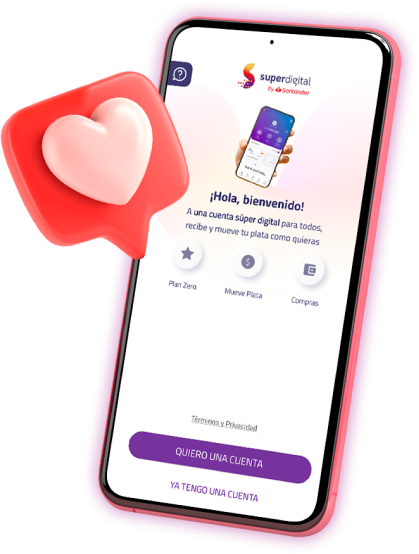 superdigital
By Santander
¡Hola, bienvenido!
A una cuenta súper digital para todos,
recibe y mueve tu plata como quieras
Plan Zero
Mueve Plata
Compras
Términos y Privacidad
QUIERO UNA CUENTA
YA TENGO UNA CUENTA